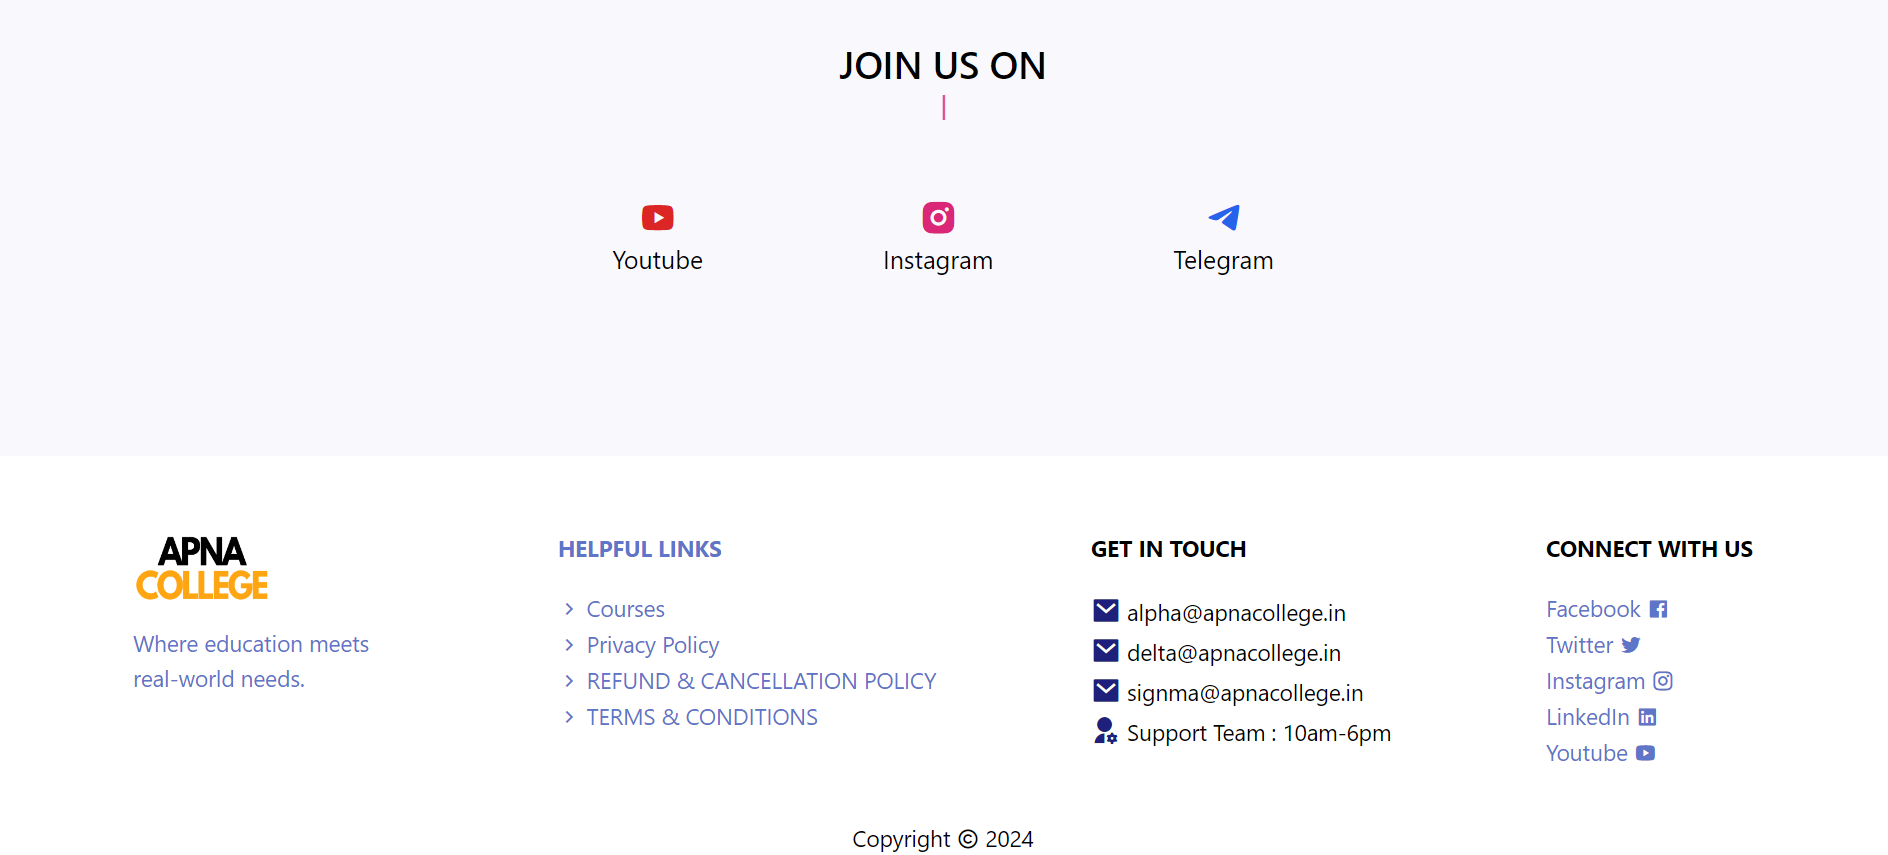 JOIN US ON
Youtube
Instagram
Telegram
APNA
COLLEGE
Where education meets
real-world needs.
HELPFUL LINKS
Courses
Privacy Policy
REFUND & CANCELLATION POLICY
TERMS & CONDITIONS
GET IN TOUCH
alpha@apnacollege.in
delta@apnacollege.in
signma@apnacollege.in
Support Team : 10am-6pm
CONNECT WITH US
Facebook
Twitter
Instagram
LinkedIn
Youtube
Copyright © 2024